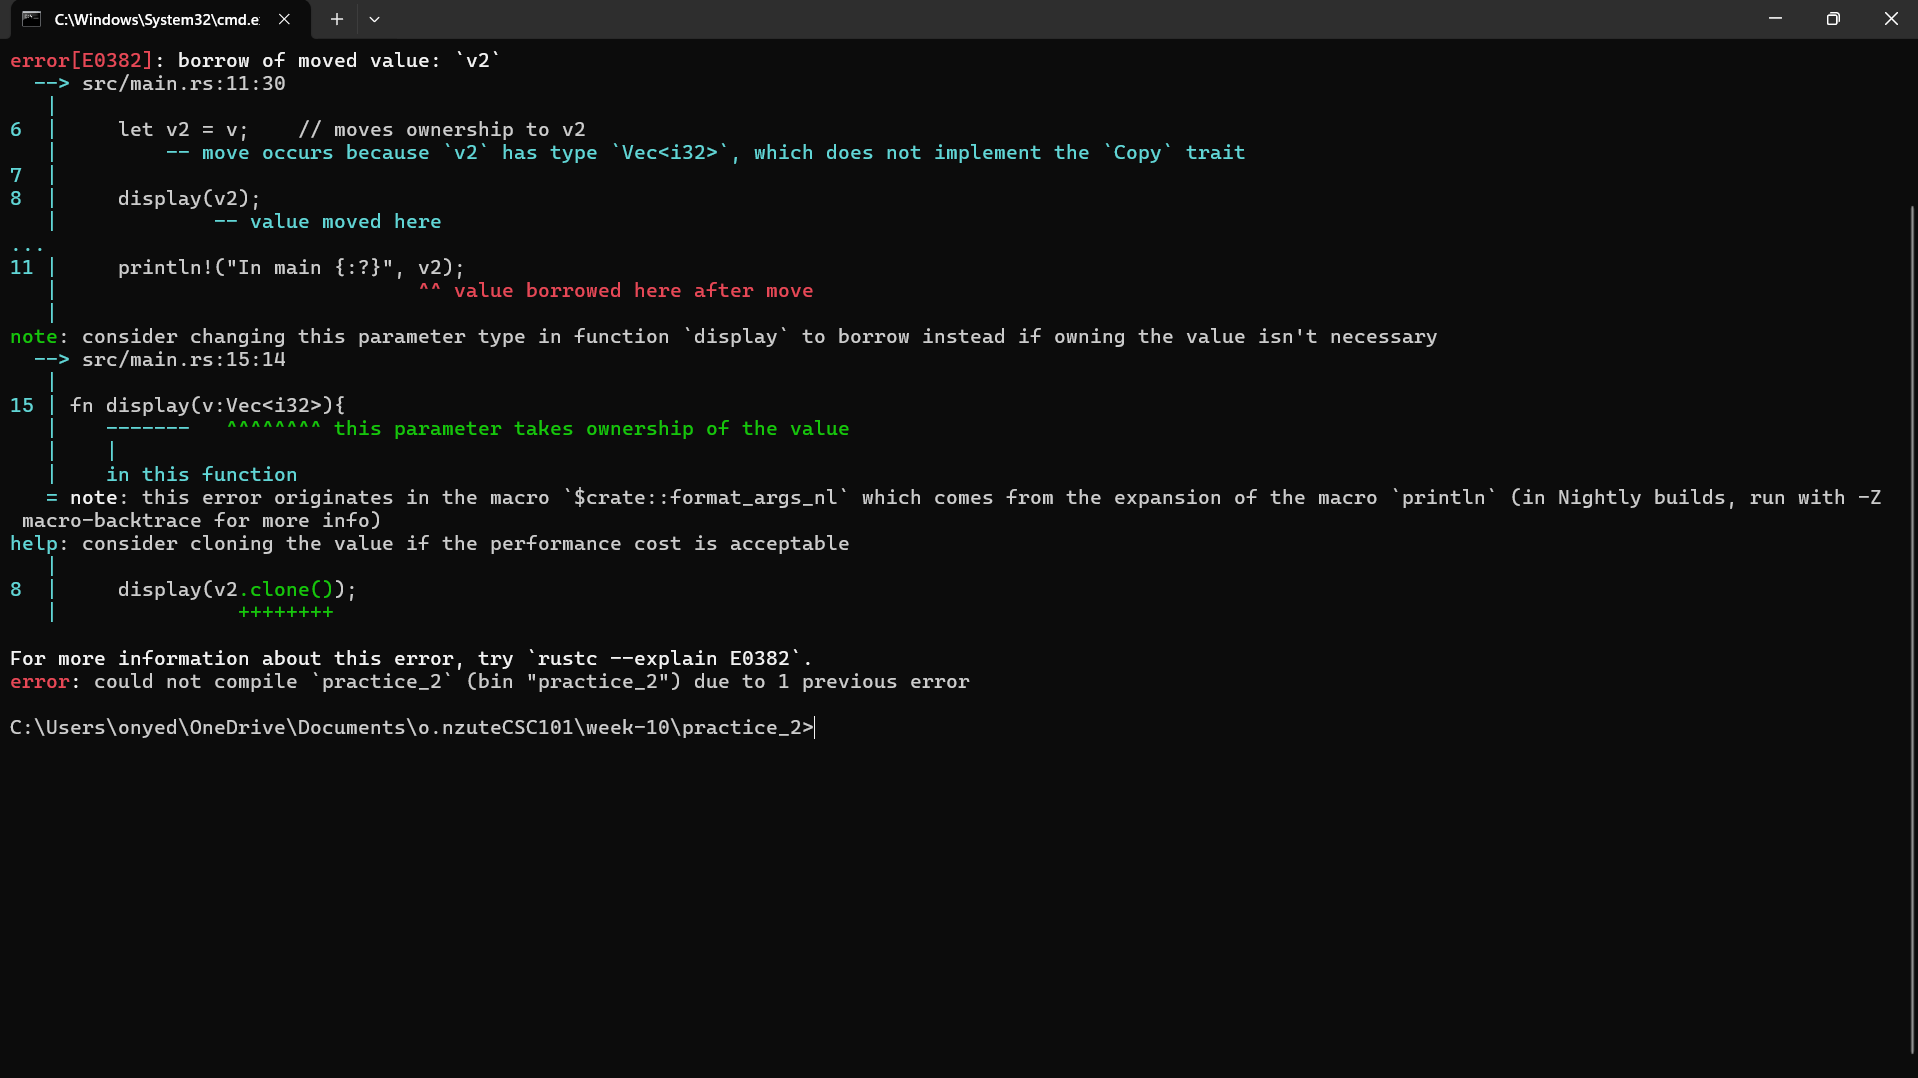 C:\Windows\System32\cmd.e
error[E0382]: borrow of moved value: `v2`
  --> src/main.rs:11:30
   |
6  |     let v2 = v;    // moves ownership to v2
   |         -- move occurs because `v2` has type `Vec<i32>`, which does not implement the `Copy` trait
7  |
8  |     display(v2);
   |             -- value moved here
...
11 |     println!("In main {:?}", v2);
   |                              ^^ value borrowed here after move
   |
note: consider changing this parameter type in function `display` to borrow instead if owning the value isn't necessary
  --> src/main.rs:15:14
   |
15 | fn display(v:Vec<i32>){
   |    -------   ^^^^^^^^ this parameter takes ownership of the value
   |    |
   |    in this function
   = note: this error originates in the macro `$crate::format_args_nl` which comes from the expansion of the macro `println` (in Nightly builds, run with -Z
 macro-backtrace for more info)
help: consider cloning the value if the performance cost is acceptable
   |
8  |     display(v2.clone());
   |               ++++++++

For more information about this error, try `rustc --explain E0382`.
error: could not compile `practice_2` (bin "practice_2") due to 1 previous error

C:\Users\onyed\OneDrive\Documents\o.nzuteCSC101\week-10\practice_2>